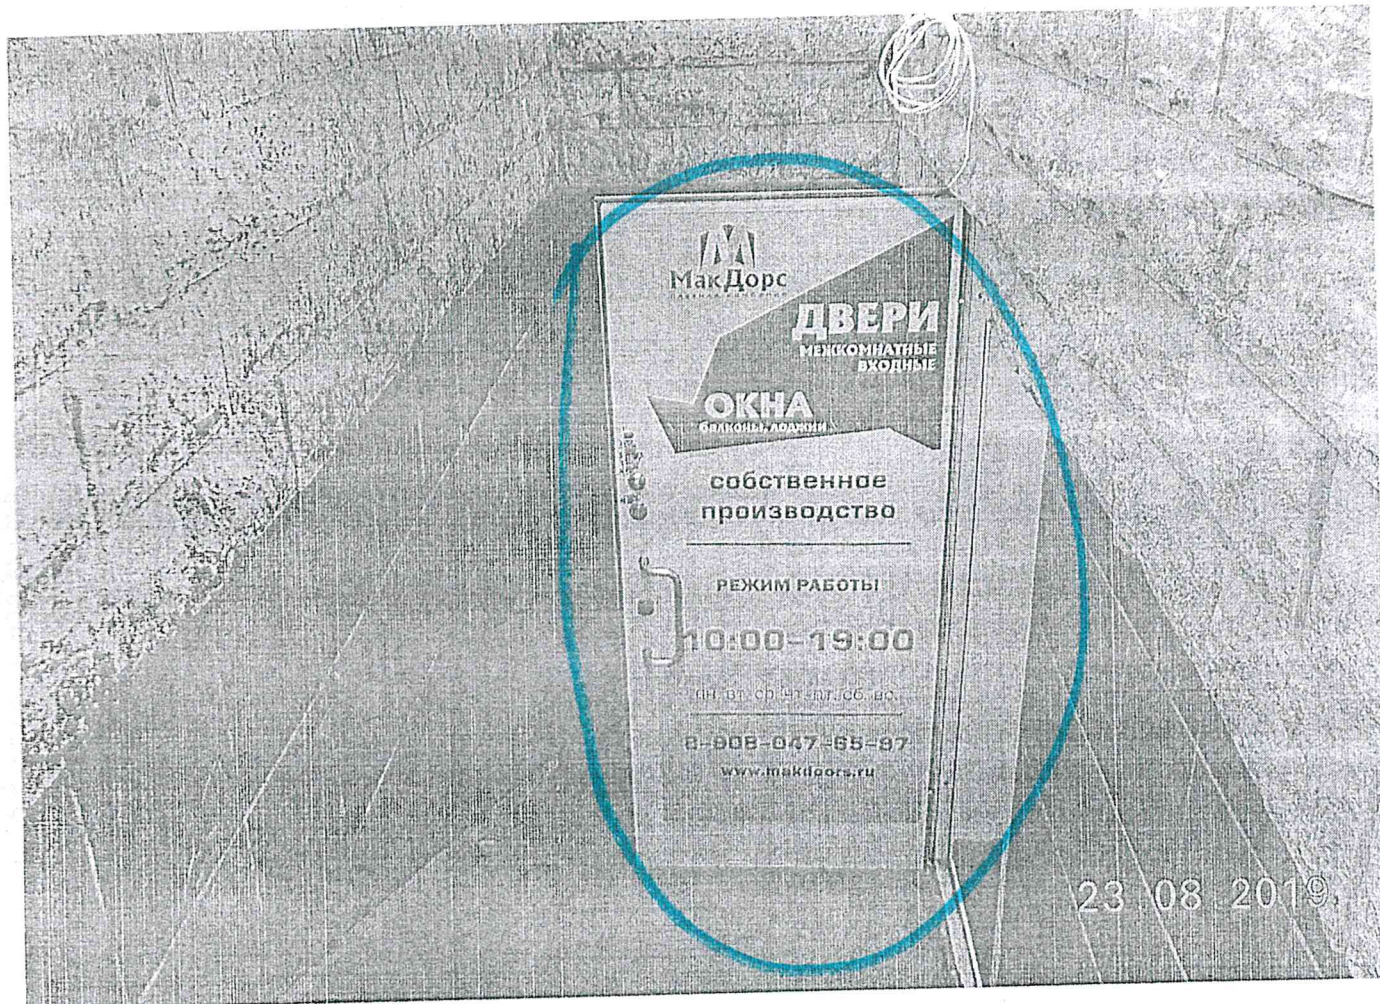 МакДорс
ДВЕРИ
МЕЖКОМНАТНЫЕ
ВХОДНЫЕ
ОКНА
балконы, лоджии
собственное
производство
РЕЖИМ РАБОТЫ
10:00-19:00
пн. вт. ср. чт. пт. сб. вс.
8-908-047-65-97
www.makdoors.ru
23 08 2019